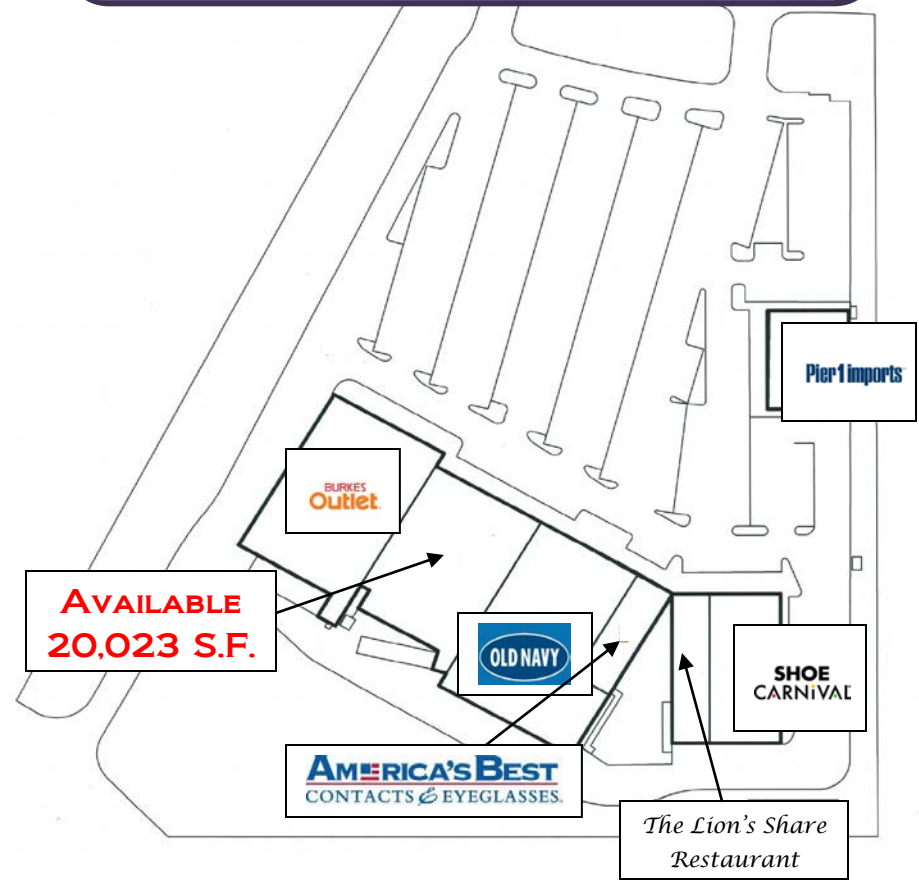 Pier 1 imports
BURKES
Outlet
AVAILABLE
20,023 S.F.
OLD NAVY
SHOE
CARNIVAL
AMERICA'S BEST
CONTACTS & EYEGLASSES
The Lion's Share
Restaurant